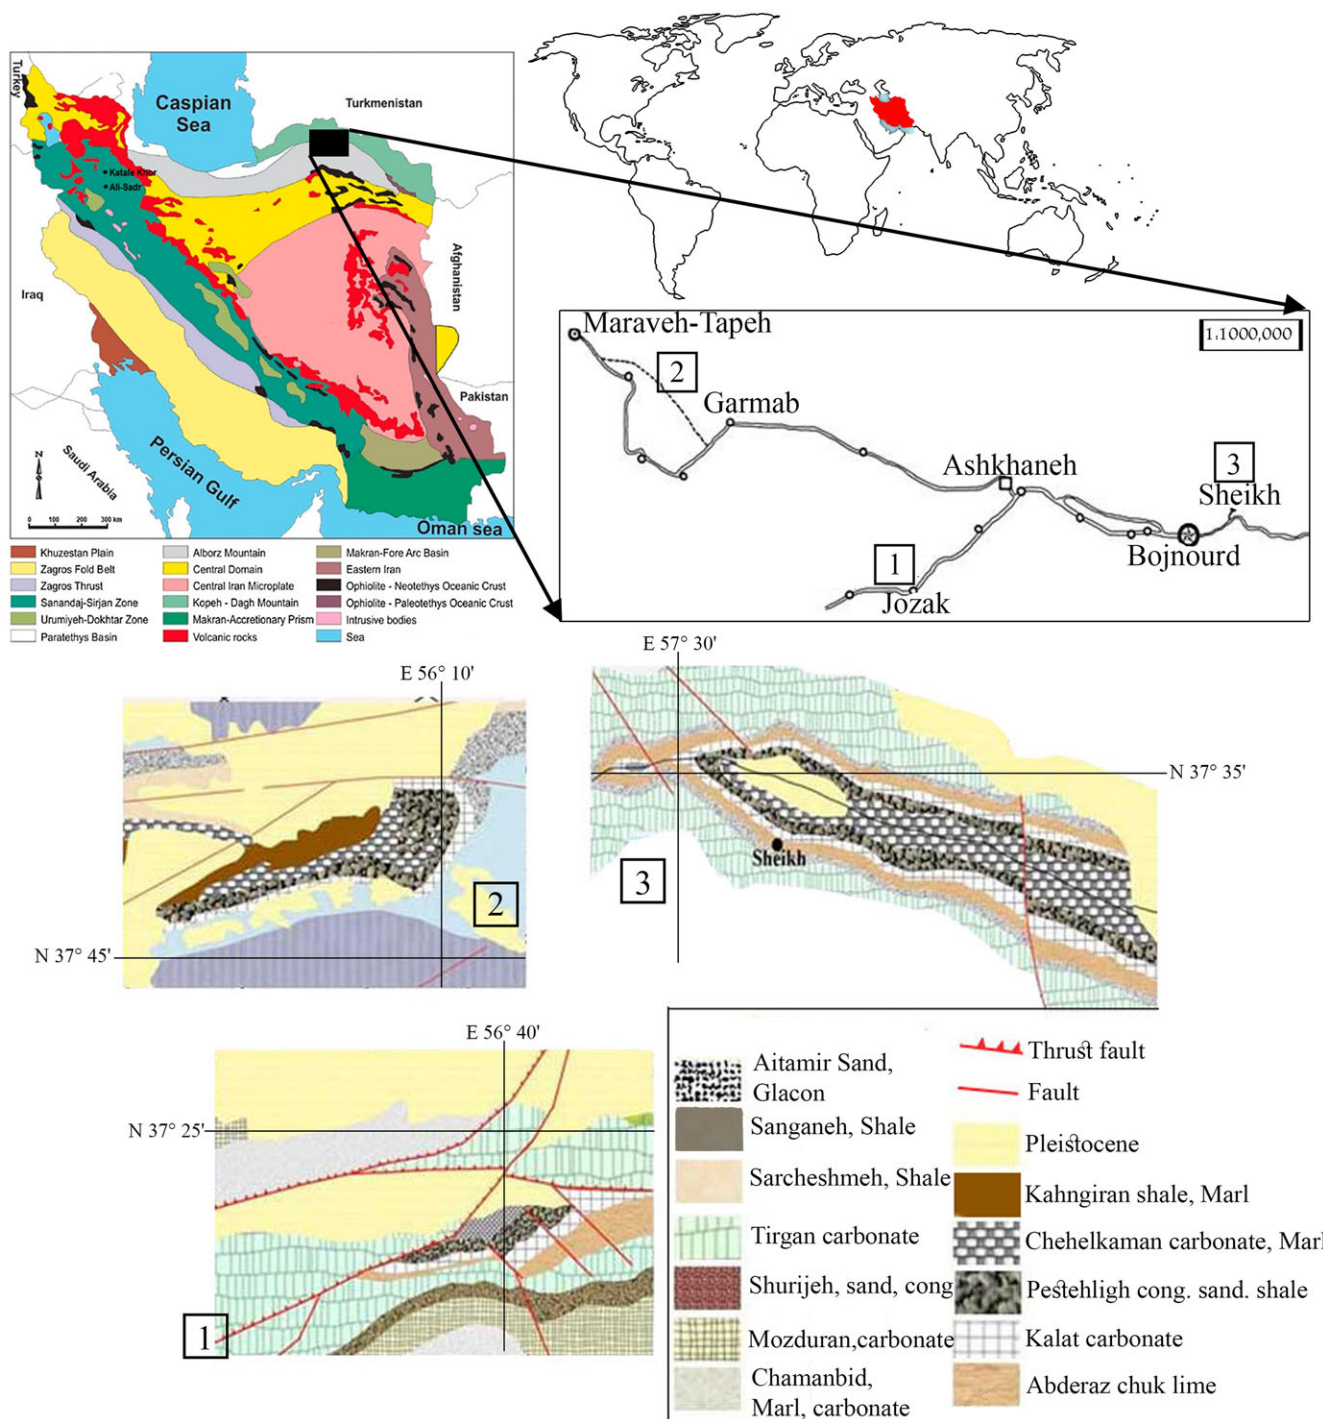 Turkey
Caspian
Sea
Turkmenistan
Katale Khor
Ali-Sadr
Afghanistan
Iraq
Pakistan
Persian Gulf
Saudi Arabia
Oman sea
N
0 100 200 300 km
Khuzestan Plain
Zagros Fold Belt
Zagros Thrust
Sanandaj-Sirjan Zone
Urumiyeh-Dokhtar Zone
Paratethys Basin
Alborz Mountain
Central Domain
Central Iran Microplate
Kopeh - Dagh Mountain
Makran-Accretionary Prism
Volcanic rocks
Makran-Fore Arc Basin
Eastern Iran
Ophiolite - Neotethys Oceanic Crust
Ophiolite - Paleotethys Oceanic Crust
Intrusive bodies
Sea
1:1000,000
Maraveh-Tapeh
2
Garmab
Ashkhaneh
3
Sheikh
Bojnourd
1
Jozak
E 56° 10'
N 37° 45'
2
E 57° 30'
N 37° 35'
Sheikh
3
E 56° 40'
N 37° 25'
1
Aitamir Sand,
Glacon
Sanganeh, Shale
Sarcheshmeh, Shale
Tirgan carbonate
Shurijeh, sand, cong
Mozduran,carbonate
Chamanbid,
Marl, carbonate
Thrust fault
Fault
Pleistocene
Kahngiran shale, Marl
Chehelkaman carbonate, Marl
Pestehligh cong. sand. shale
Kalat carbonate
Abderaz chuk lime